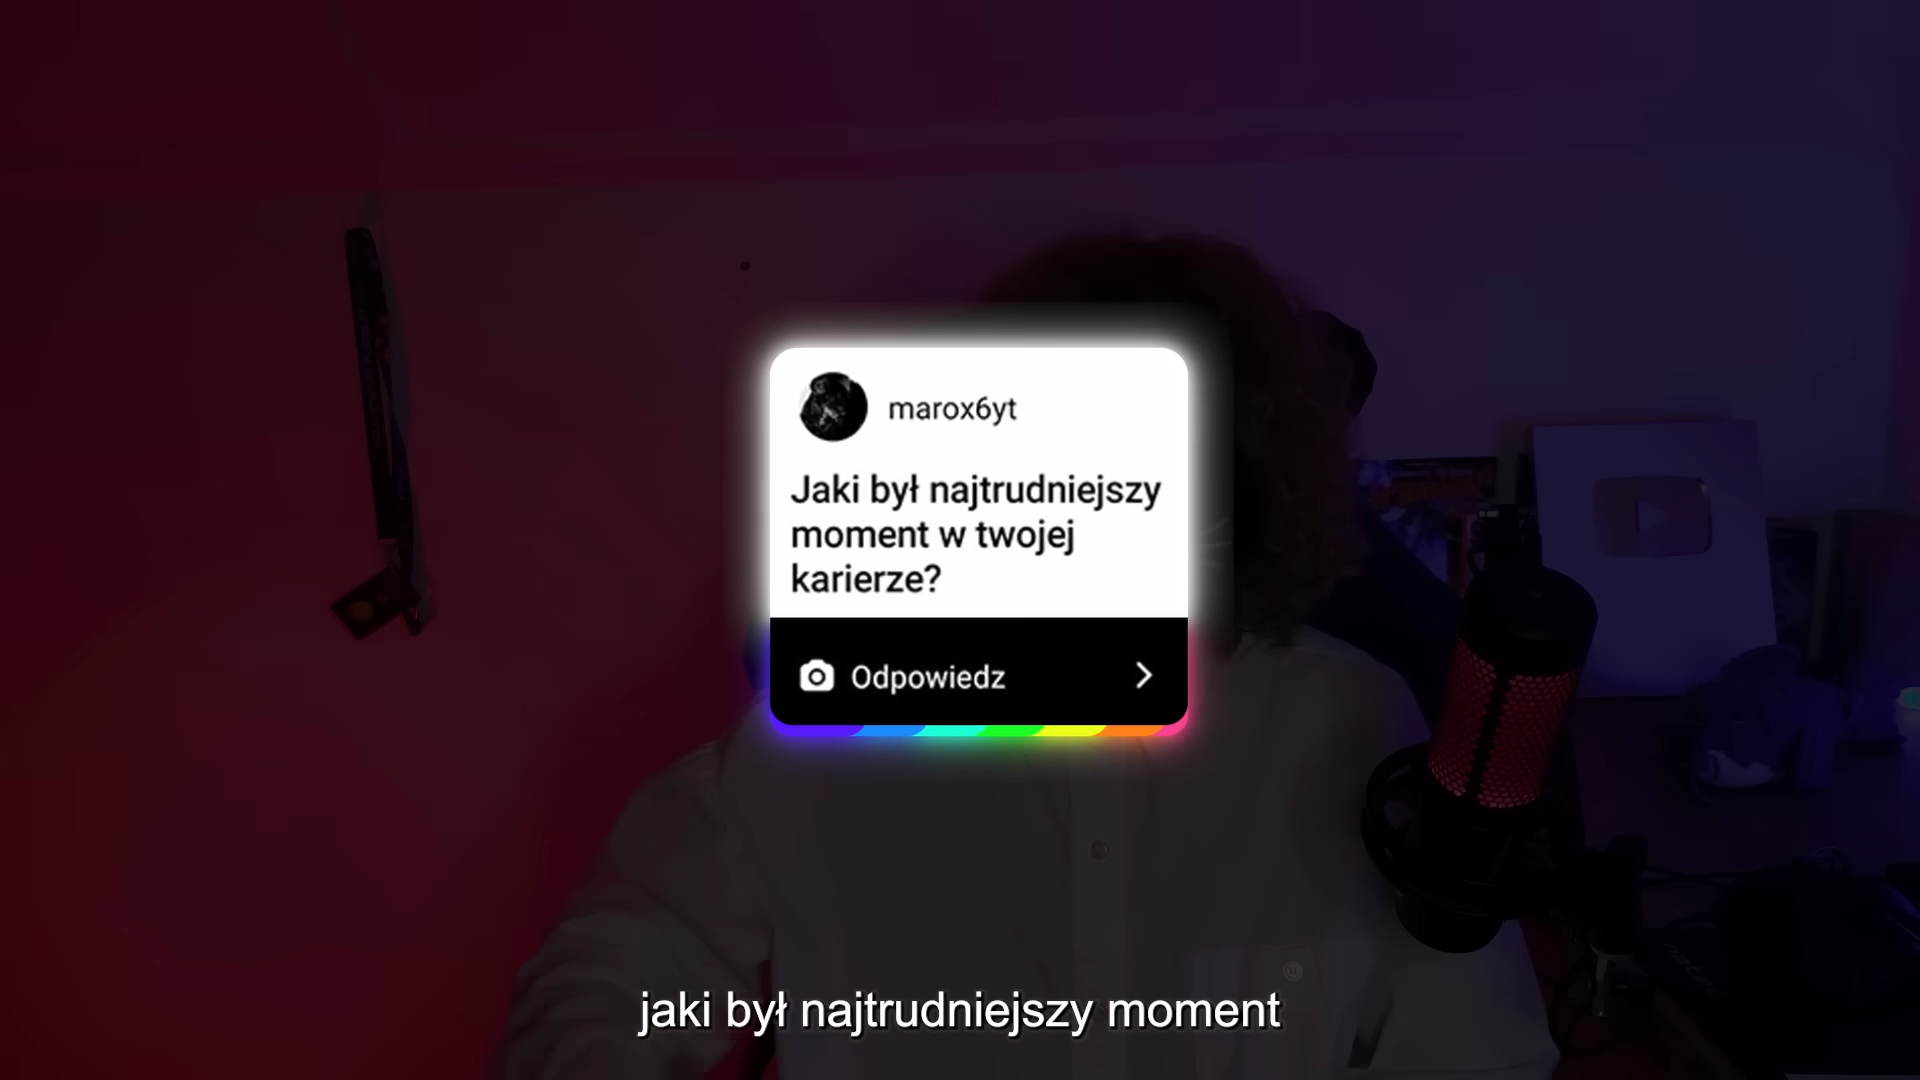 marox6yt
Jaki był najtrudniejszy
moment w twojej
karierze?
Odpowiedz
jaki był najtrudniejszy moment